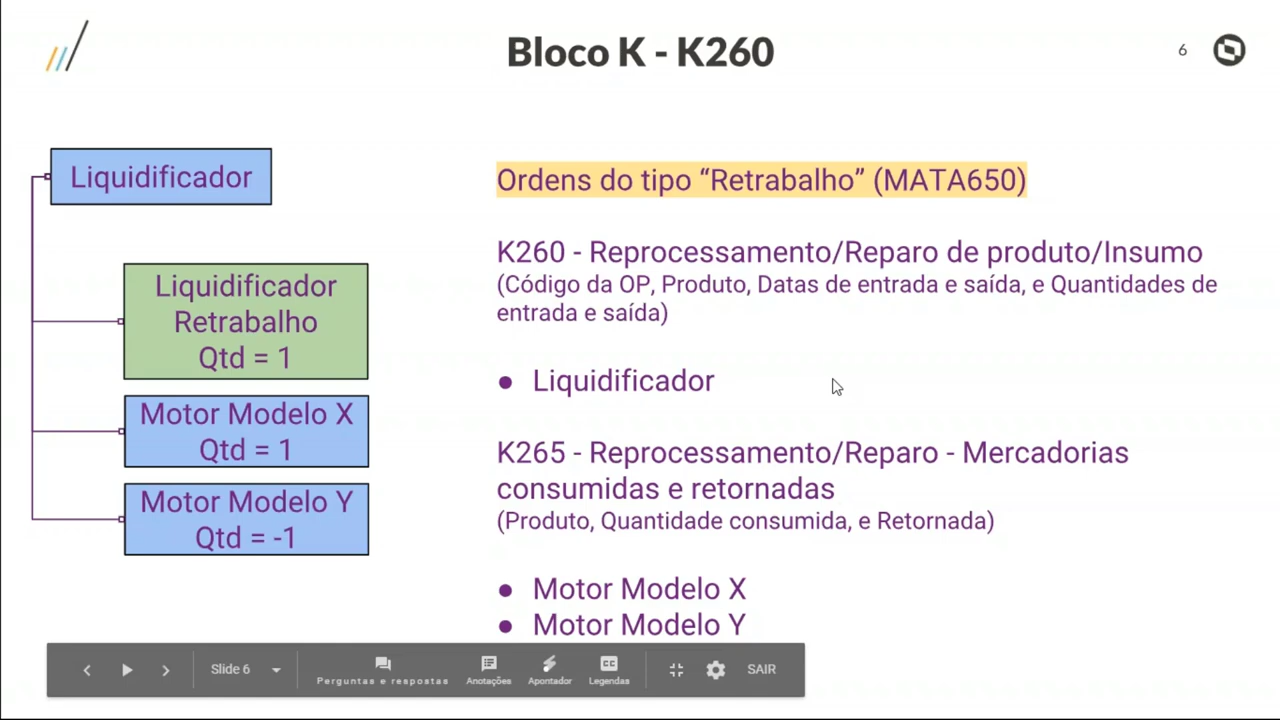 Bloco K - K260
6
Liquidificador
Liquidificador
Retrabalho
Qtd = 1
Motor Modelo X
Qtd = 1
Motor Modelo Y
Qtd = -1
Ordens do tipo “Retrabalho” (MATA650)
K260 - Reprocessamento/Reparo de produto/Insumo
(Código da OP, Produto, Datas de entrada e saída, e Quantidades de
entrada e saída)
● Liquidificador
K265 - Reprocessamento/Reparo - Mercadorias
consumidas e retornadas
(Produto, Quantidade consumida, e Retornada)
● Motor Modelo X
● Motor Modelo Y
Slide 6
Perguntas e respostas
Anotações
Apontador
CC
Legendas
SAIR